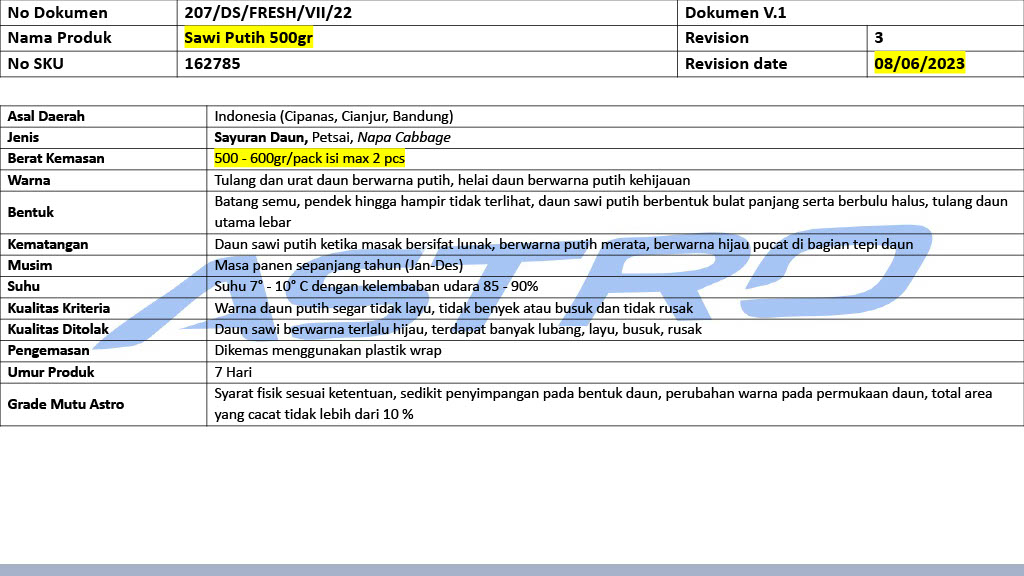 No Dokumen 207/DS/FRESH/VII/22 Dokumen V.1
Nama Produk Sawi Putih 500gr Revision 3
No SKU 162785 Revision date 08/06/2023
Asal Daerah Indonesia (Cipanas, Cianjur, Bandung)
Jenis Sayuran Daun, Petsai, Napa Cabbage
Berat Kemasan 500 - 600gr/pack isi max 2 pcs
Warna Tulang dan urat daun berwarna putih, helai daun berwarna putih kehijauan
Bentuk Batang semu, pendek hingga hampir tidak terlihat, daun sawi putih berbentuk bulat panjang serta berbulu halus, tulang daun
utama lebar
Kematangan Daun sawi putih ketika masak bersifat lunak, berwarna putih merata, berwarna hijau pucat di bagian tepi daun
Musim Masa panen sepanjang tahun (Jan-Des)
Suhu Suhu 7° - 10° C dengan kelembaban udara 85 - 90%
Kualitas Kriteria Warna daun putih segar tidak layu, tidak benyek atau busuk dan tidak rusak
Kualitas Ditolak Daun sawi berwarna terlalu hijau, terdapat banyak lubang, layu, busuk, rusak
Pengemasan Dikemas menggunakan plastik wrap
Umur Produk 7 Hari
Grade Mutu Astro Syarat fisik sesuai ketentuan, sedikit penyimpangan pada bentuk daun, perubahan warna pada permukaan daun, total area
yang cacat tidak lebih dari 10 %
ASTRO